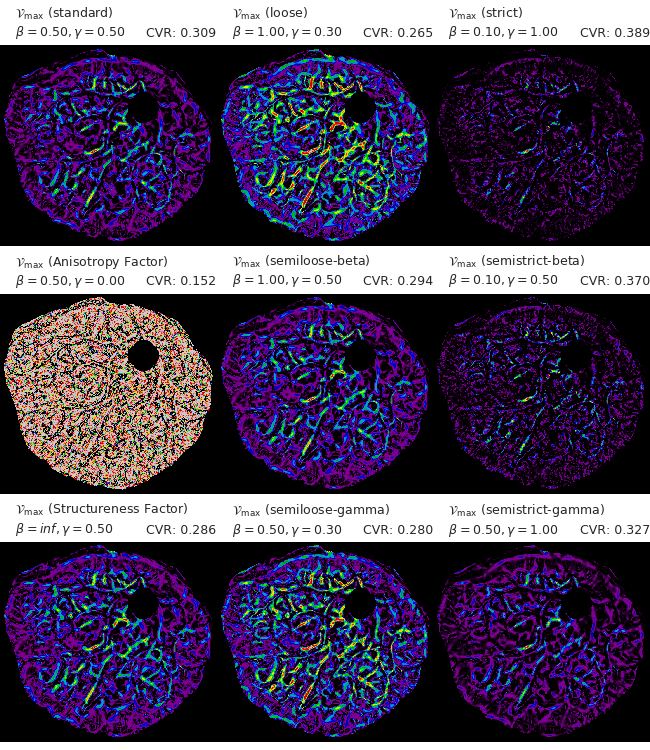 𝒱max (standard)
β = 0.50, γ = 0.50 CVR: 0.309
𝒱max (loose)
β = 1.00, γ = 0.30 CVR: 0.265
𝒱max (strict)
β = 0.10, γ = 1.00 CVR: 0.389
𝒱max (Anisotropy Factor)
β = 0.50, γ = 0.00 CVR: 0.152
𝒱max (semiloose-beta)
β = 1.00, γ = 0.50 CVR: 0.294
𝒱max (semistrict-beta)
β = 0.10, γ = 0.50 CVR: 0.370
𝒱max (Structureness Factor)
β = inf, γ = 0.50 CVR: 0.286
𝒱max (semiloose-gamma)
β = 0.50, γ = 0.30 CVR: 0.280
𝒱max (semistrict-gamma)
β = 0.50, γ = 1.00 CVR: 0.327